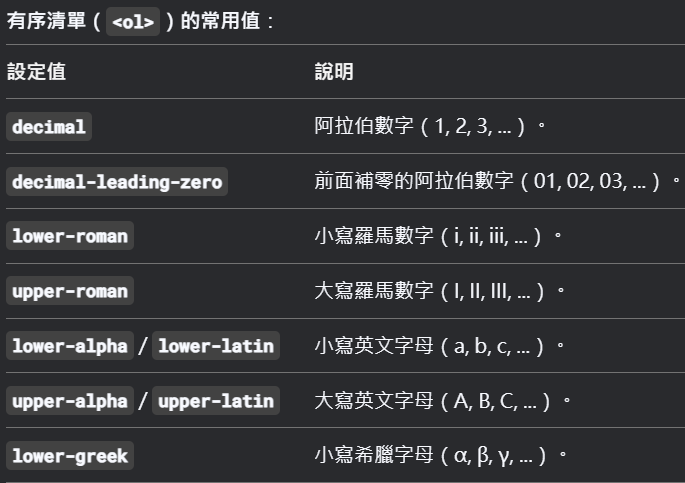 有序清單（<ol>）的常用值：
設定值 說明
decimal 阿拉伯數字（1, 2, 3, ...）。
decimal-leading-zero 前面補零的阿拉伯數字（01, 02, 03, ...）。
lower-roman 小寫羅馬數字（i, ii, iii, ...）。
upper-roman 大寫羅馬數字（I, II, III, ...）。
lower-alpha / lower-latin 小寫英文字母（a, b, c, ...）。
upper-alpha / upper-latin 大寫英文字母（A, B, C, ...）。
lower-greek 小寫希臘字母（α, β, γ, ...）。